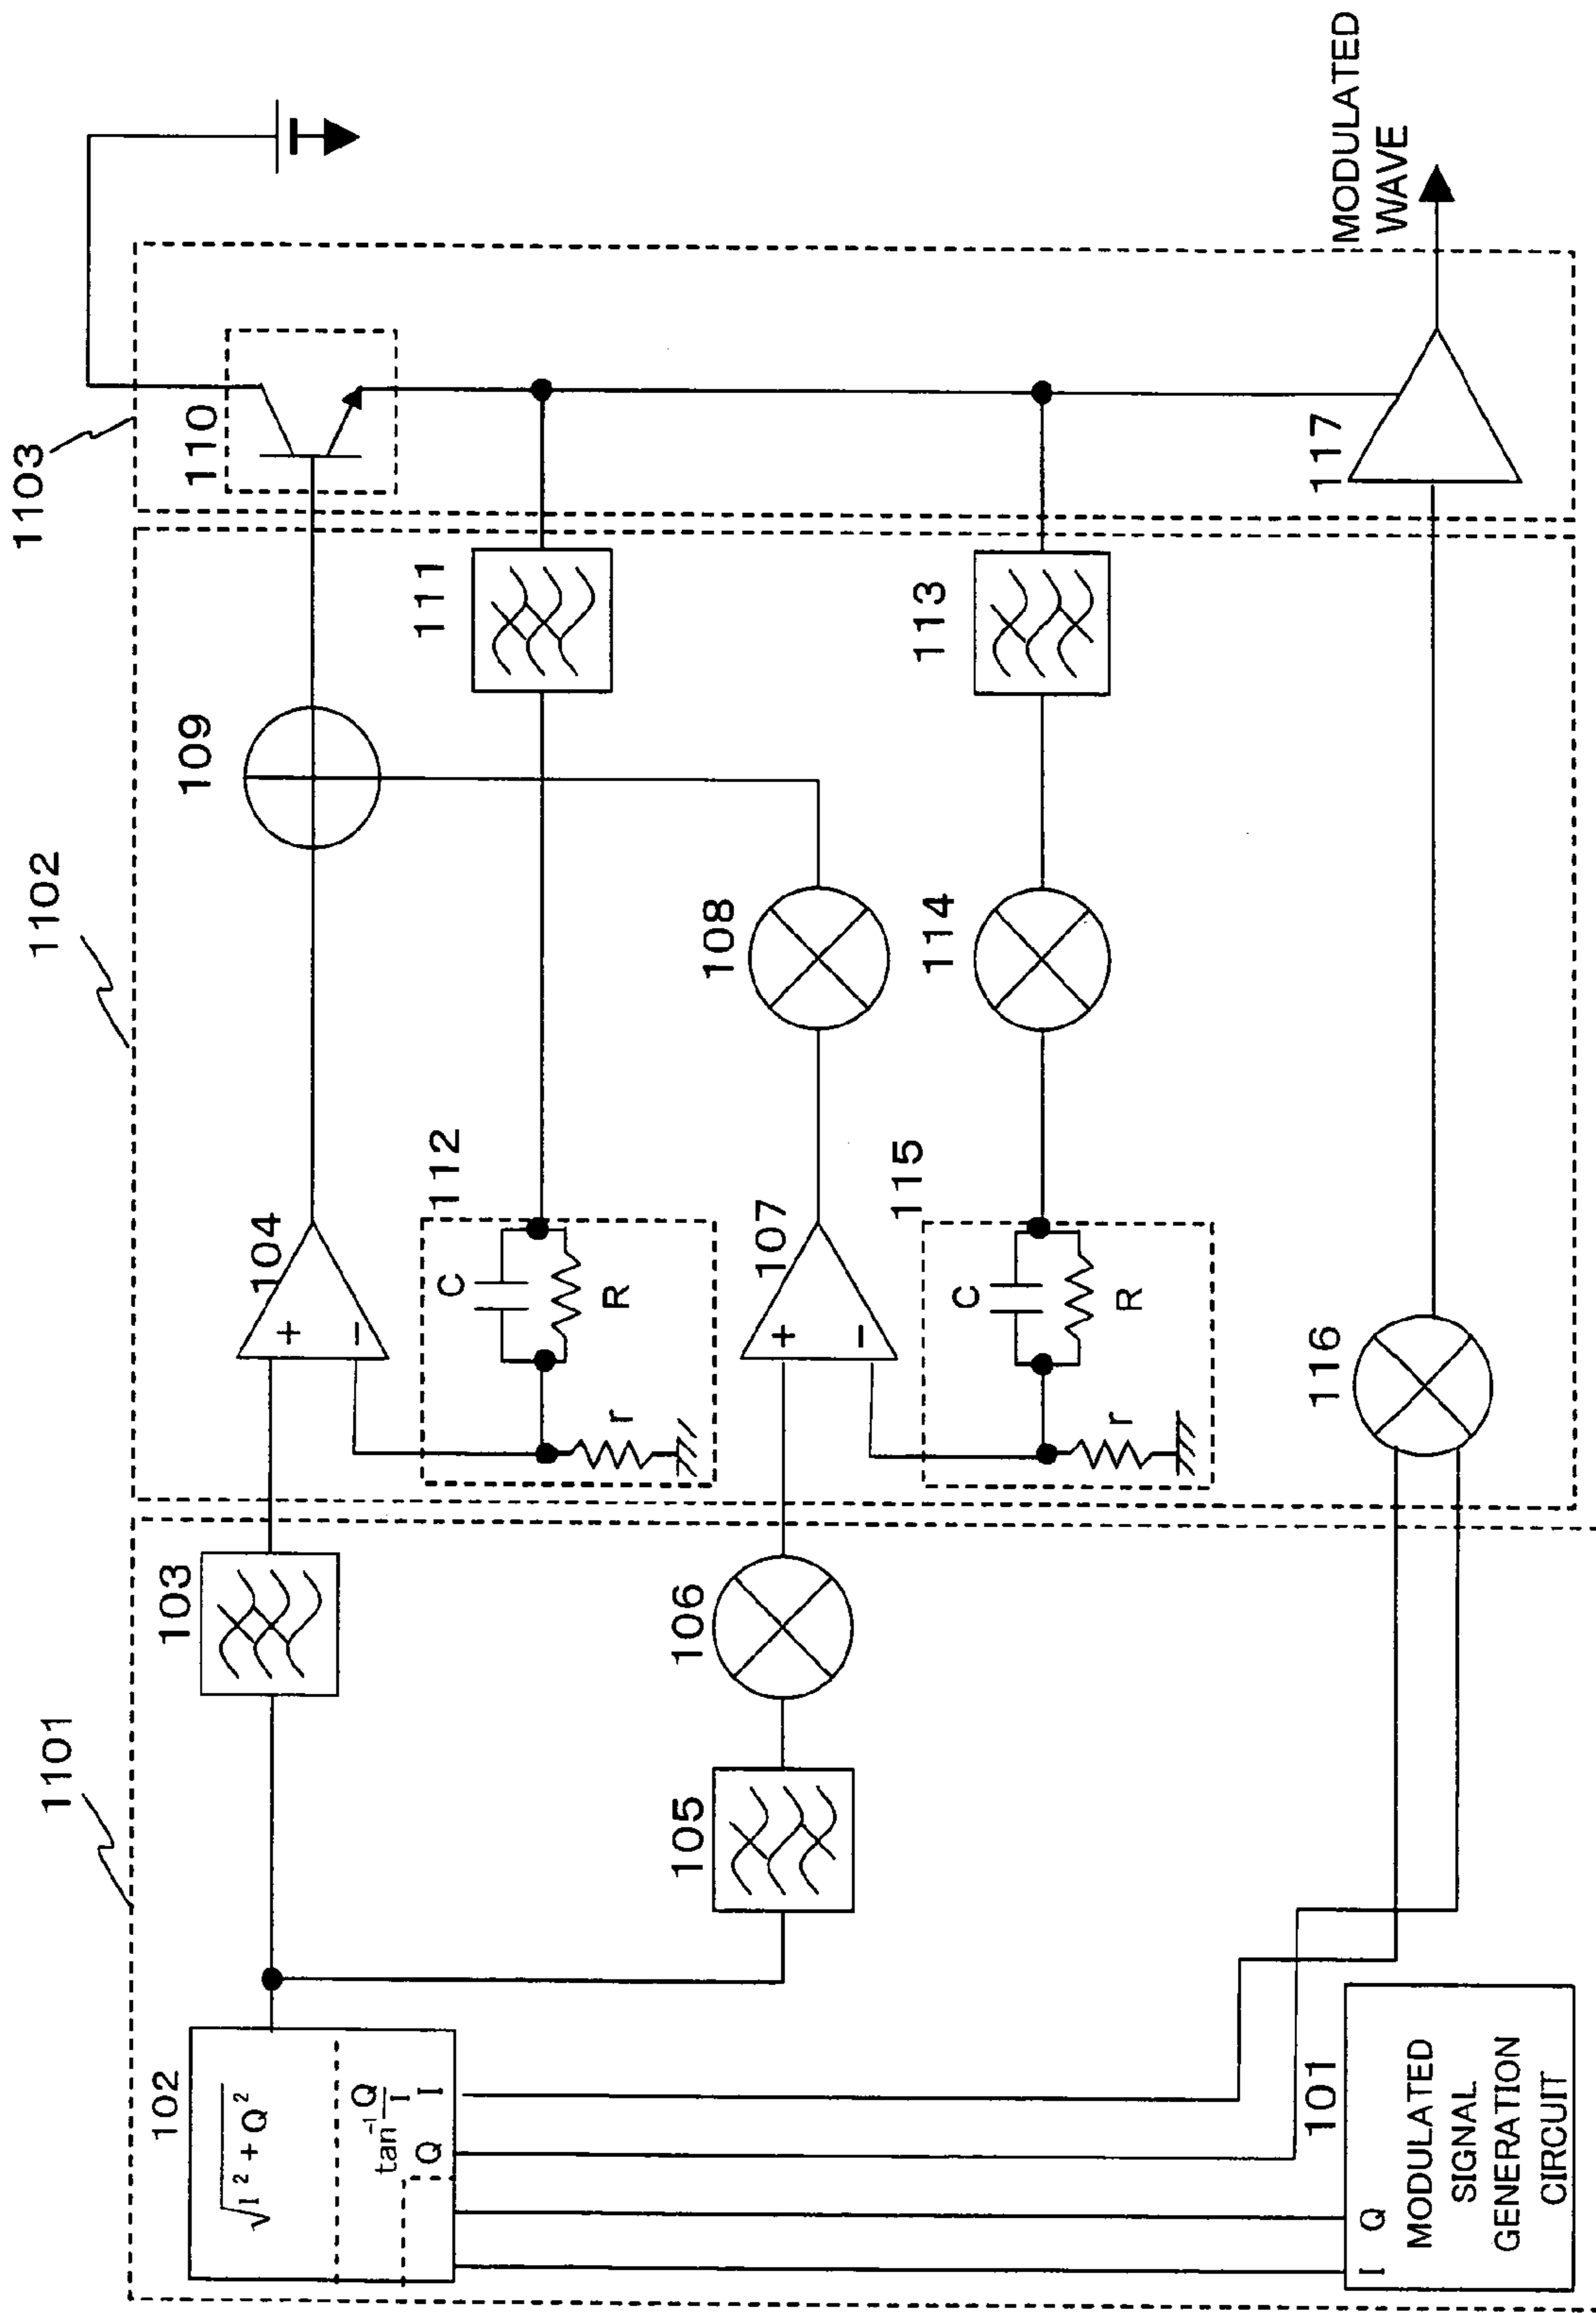 1103
110
MODULATED
WAVE
117
1102
109
111
113
108
114
104
+
−
112
C
R
r
107
+
−
115
C
R
r
116
1101
103
106
105
102
√I² + Q²
tan⁻¹ Q/I
Q I
101
I Q
MODULATED
SIGNAL
GENERATION
CIRCUIT